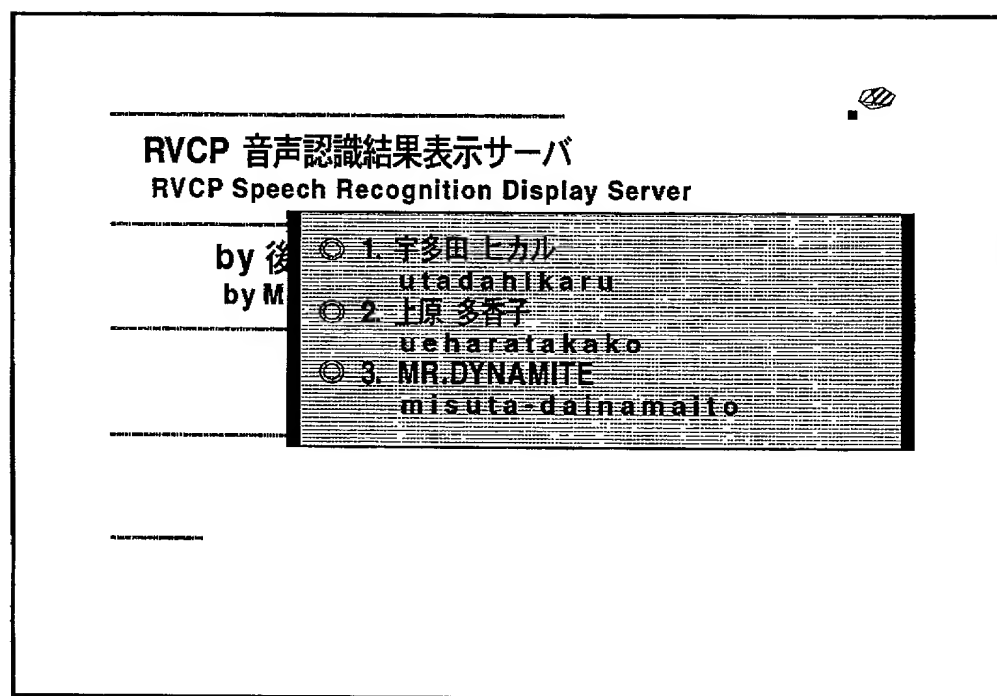 RVCP 音声認識結果表示サーバ
RVCP Speech Recognition Display Server
by 後
by M
◎ 1. 宇多田 ヒカル
utadahikaru
◎ 2. 上原 多香子
ueharatakako
◎ 3. MR.DYNAMITE
misuta-dainamaito